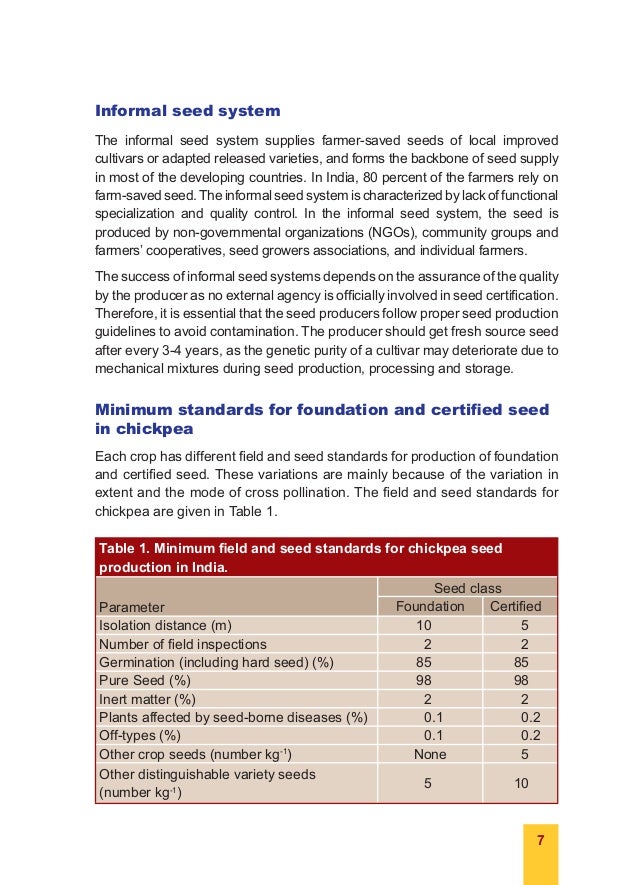 Informal seed system
The informal seed system supplies farmer-saved seeds of local improved
cultivars or adapted released varieties, and forms the backbone of seed supply
in most of the developing countries. In India, 80 percent of the farmers rely on
farm-saved seed. The informal seed system is characterized by lack of functional
specialization and quality control. In the informal seed system, the seed is
produced by non-governmental organizations (NGOs), community groups and
farmers’ cooperatives, seed growers associations, and individual farmers.
The success of informal seed systems depends on the assurance of the quality
by the producer as no external agency is officially involved in seed certification.
Therefore, it is essential that the seed producers follow proper seed production
guidelines to avoid contamination. The producer should get fresh source seed
after every 3-4 years, as the genetic purity of a cultivar may deteriorate due to
mechanical mixtures during seed production, processing and storage.
Minimum standards for foundation and certified seed
in chickpea
Each crop has different field and seed standards for production of foundation
and certified seed. These variations are mainly because of the variation in
extent and the mode of cross pollination. The field and seed standards for
chickpea are given in Table 1.
Table 1. Minimum field and seed standards for chickpea seed
production in India.
Seed class
Parameter Foundation Certified
Isolation distance (m) 10 5
Number of field inspections 2 2
Germination (including hard seed) (%) 85 85
Pure Seed (%) 98 98
Inert matter (%) 2 2
Plants affected by seed-borne diseases (%) 0.1 0.2
Off-types (%) 0.1 0.2
Other crop seeds (number kg⁻¹) None 5
Other distinguishable variety seeds
(number kg⁻¹) 5 10
7